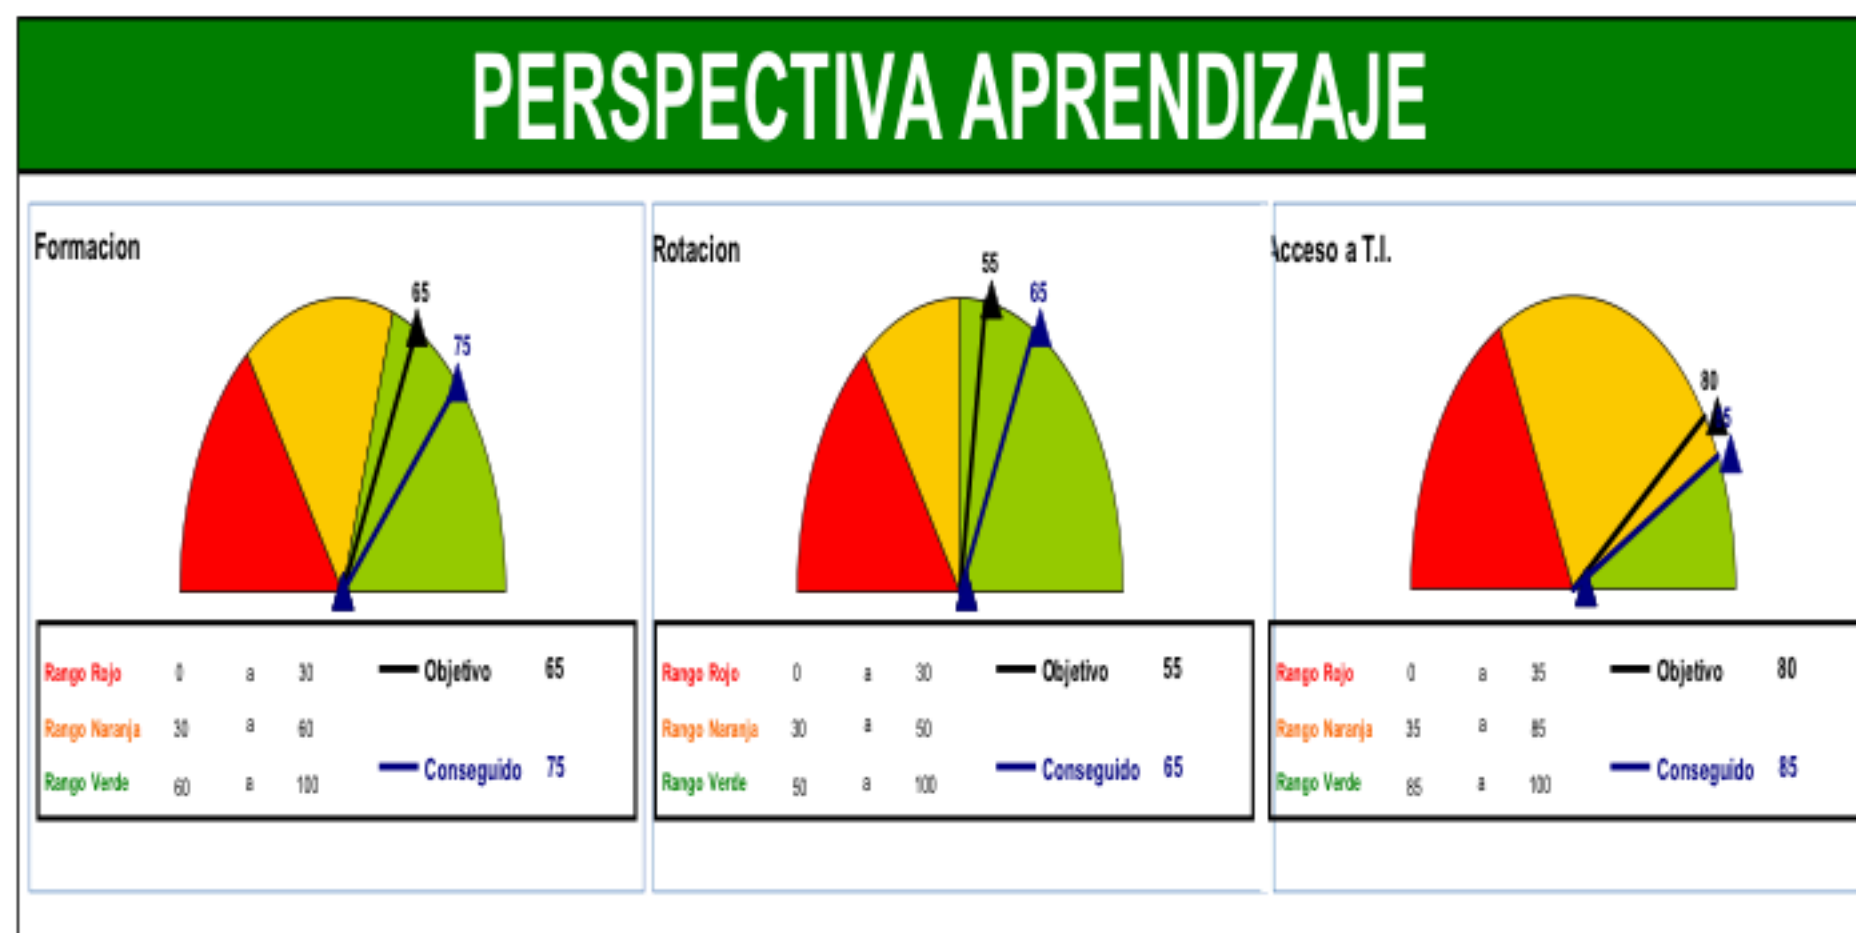 PERSPECTIVA APRENDIZAJE
Formacion
65
75
Rango Rojo 0 a 30 Objetivo 65
Rango Naranja 30 a 60
Rango Verde 60 a 100 Conseguido 75
Rotacion
55
65
Rango Rojo 0 a 30 Objetivo 55
Rango Naranja 30 a 50
Rango Verde 50 a 100 Conseguido 65
Acceso a T.I.
80
5
Rango Rojo 0 a 35 Objetivo 80
Rango Naranja 35 a 85
Rango Verde 85 a 100 Conseguido 85